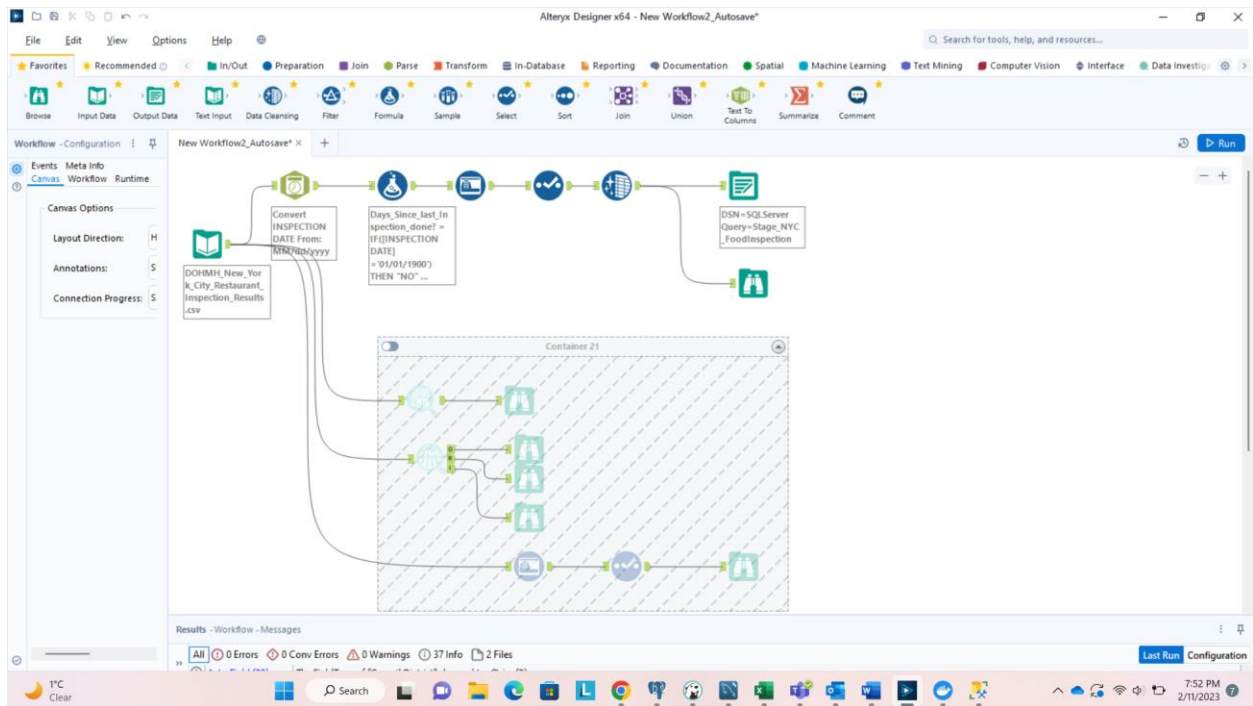 Alteryx Designer x64 - New Workflow2_Autosave*
File Edit View Options Help
Search for tools, help, and resources...
Favorites Recommended In/Out Preparation Join Parse Transform In-Database Reporting Documentation Spatial Machine Learning Text Mining Computer Vision Interface Data Investig
Browse Input Data Output Data Text Input Data Cleansing Filter Formula Sample Select Sort Join Union Text To Columns Summarize Comment
Workflow - Configuration
New Workflow2_Autosave*
Run
Events Meta Info
Canvas Workflow Runtime
Canvas Options
Layout Direction: H
Annotations: S
Connection Progress: S
DOHMH_New_Yor
k_City_Restaurant_
Inspection_Results
.csv
Convert
INSPECTION
DATE From:
MM/dd/yyyy
Days_Since_last_In
spection_done? =
IF([INSPECTION
DATE]
='01/01/1900')
THEN "NO" ...
DSN=SQLServer
Query=Stage_NYC
_FoodInspection
Container 21
D
R
I
Results - Workflow - Messages
All 0 Errors 0 Conv Errors 0 Warnings 37 Info 2 Files
Last Run Configuration
1°C
Clear
Search
7:52 PM
2/11/2023